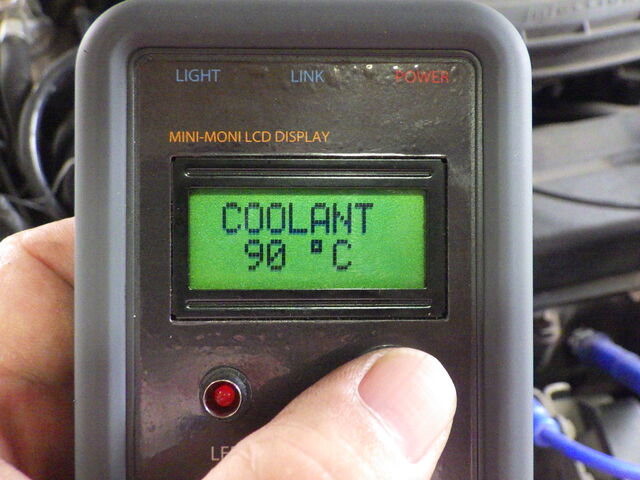 LIGHT LINK POWER
MINI-MONI LCD DISPLAY
COOLANT
90 °C